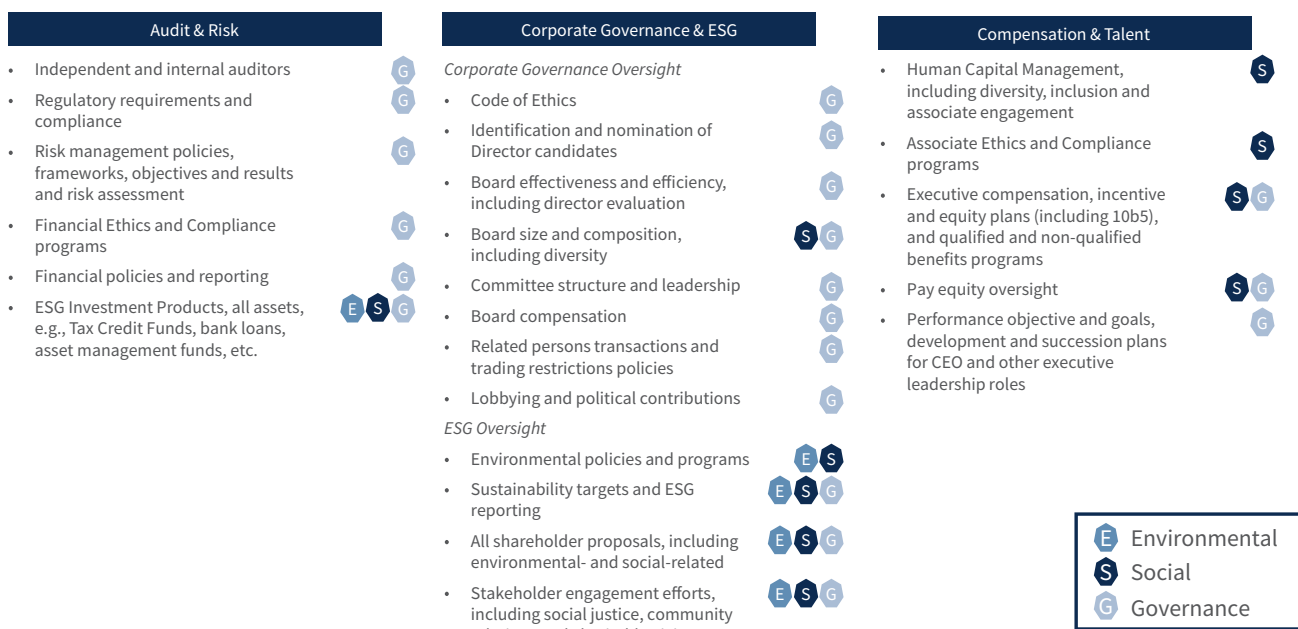 Audit & Risk
• Independent and internal auditors G
• Regulatory requirements and G
compliance
• Risk management policies, G
frameworks, objectives and results
and risk assessment
• Financial Ethics and Compliance G
programs
• Financial policies and reporting G
• ESG Investment Products, all assets, E S G
e.g., Tax Credit Funds, bank loans,
asset management funds, etc.
Corporate Governance & ESG
Corporate Governance Oversight
• Code of Ethics G
• Identification and nomination of G
Director candidates
• Board effectiveness and efficiency, G
including director evaluation
• Board size and composition, S G
including diversity
• Committee structure and leadership G
• Board compensation G
• Related persons transactions and G
trading restrictions policies
• Lobbying and political contributions G
ESG Oversight
• Environmental policies and programs E S
• Sustainability targets and ESG E S G
reporting
• All shareholder proposals, including E S G
environmental- and social-related
• Stakeholder engagement efforts, E S G
including social justice, community
Compensation & Talent
• Human Capital Management, S
including diversity, inclusion and
associate engagement
• Associate Ethics and Compliance S
programs
• Executive compensation, incentive S G
and equity plans (including 10b5),
and qualified and non-qualified
benefits programs
• Pay equity oversight S G
• Performance objective and goals, G
development and succession plans
for CEO and other executive
leadership roles
E Environmental
S Social
G Governance